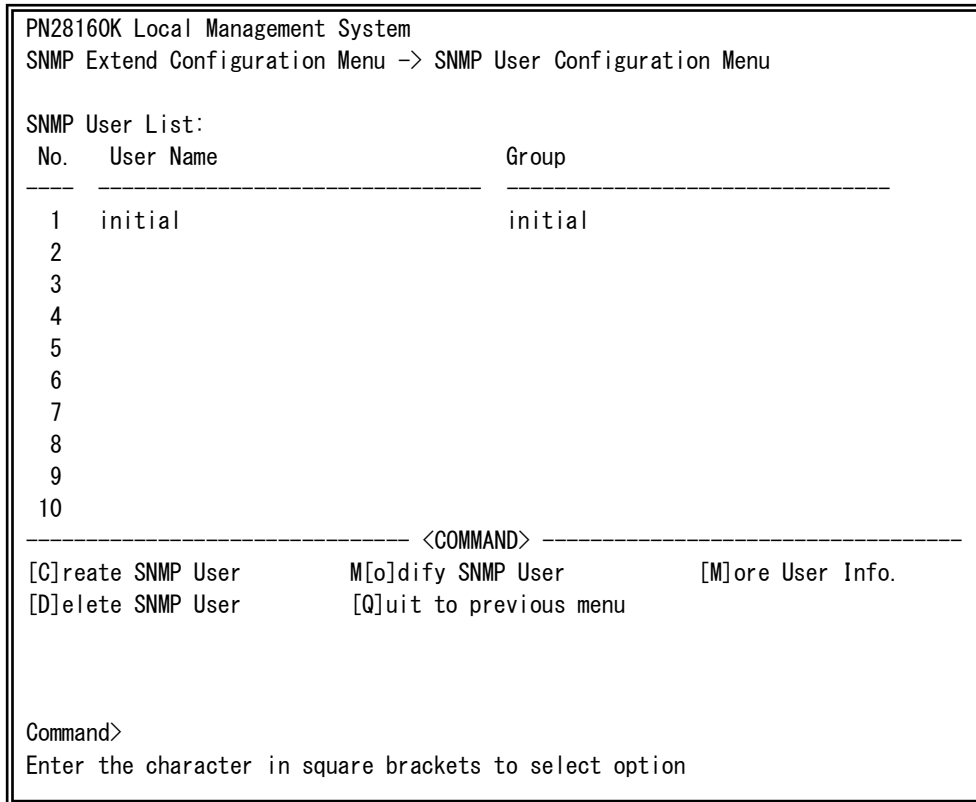 PN28160K Local Management System
SNMP Extend Configuration Menu -> SNMP User Configuration Menu
SNMP User List:
No. User Name Group
---- -------------------------------- --------------------------------
1 initial initial
2
3
4
5
6
7
8
9
10
-------------------------------- <COMMAND> -----------------------------------
[C]reate SNMP User M[o]dify SNMP User [M]ore User Info.
[D]elete SNMP User [Q]uit to previous menu
Command>
Enter the character in square brackets to select option